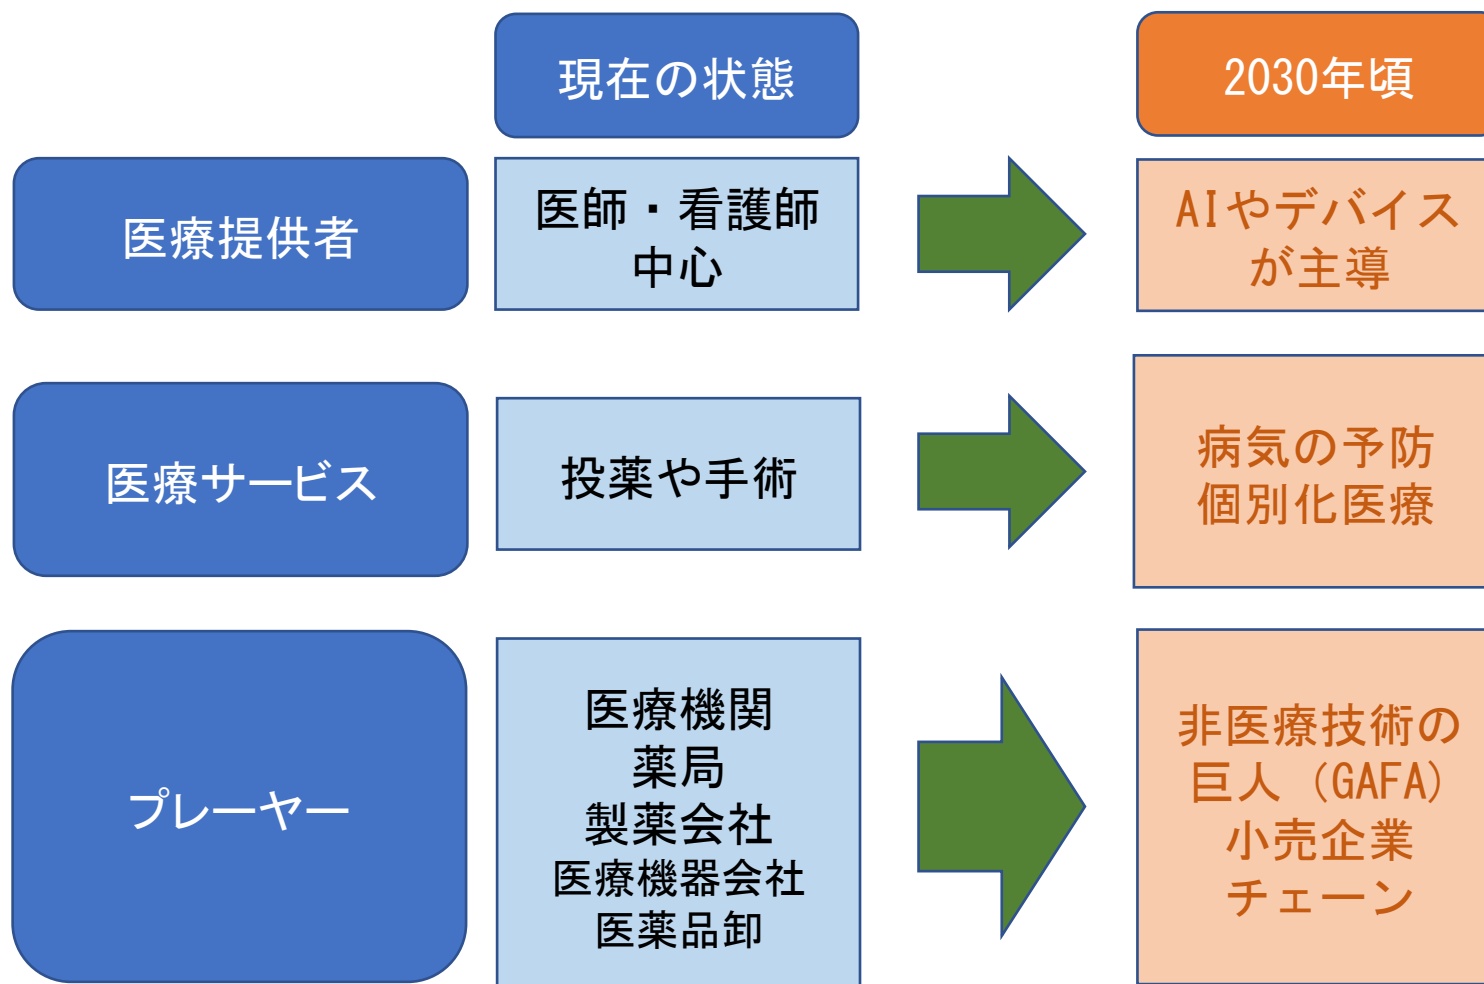 現在の状態
2030年頃
医療提供者
医師・看護師
中心
AIやデバイス
が主導
医療サービス
投薬や手術
病気の予防
個別化医療
プレーヤー
医療機関
薬局
製薬会社
医療機器会社
医薬品卸
非医療技術の
巨人（GAFA）
小売企業
チェーン